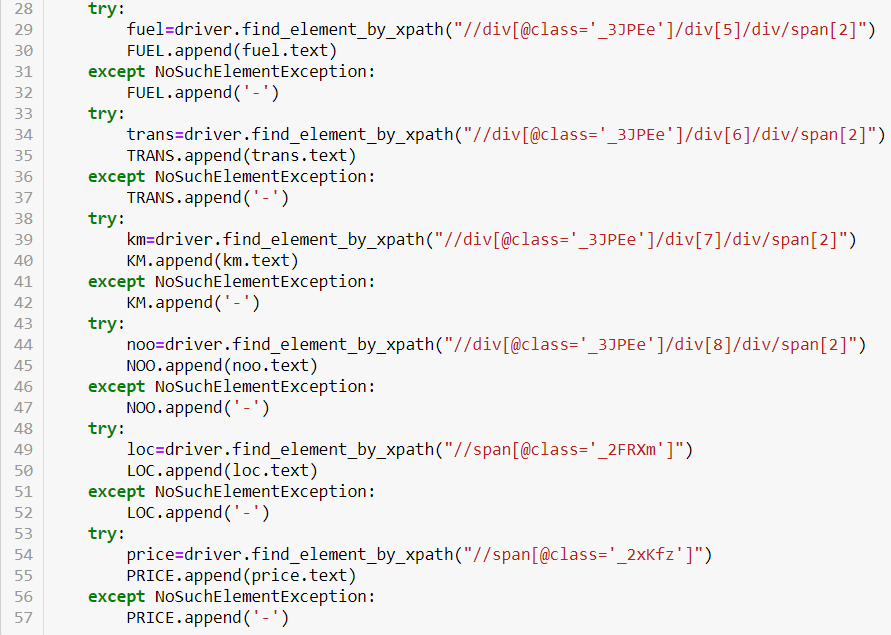 28     try:
29         fuel=driver.find_element_by_xpath("//div[@class='_3JPEe']/div[5]/div/span[2]")
30         FUEL.append(fuel.text)
31     except NoSuchElementException:
32         FUEL.append('-')
33     try:
34         trans=driver.find_element_by_xpath("//div[@class='_3JPEe']/div[6]/div/span[2]")
35         TRANS.append(trans.text)
36     except NoSuchElementException:
37         TRANS.append('-')
38     try:
39         km=driver.find_element_by_xpath("//div[@class='_3JPEe']/div[7]/div/span[2]")
40         KM.append(km.text)
41     except NoSuchElementException:
42         KM.append('-')
43     try:
44         noo=driver.find_element_by_xpath("//div[@class='_3JPEe']/div[8]/div/span[2]")
45         NOO.append(noo.text)
46     except NoSuchElementException:
47         NOO.append('-')
48     try:
49         loc=driver.find_element_by_xpath("//span[@class='_2FRXm']")
50         LOC.append(loc.text)
51     except NoSuchElementException:
52         LOC.append('-')
53     try:
54         price=driver.find_element_by_xpath("//span[@class='_2xKfz']")
55         PRICE.append(price.text)
56     except NoSuchElementException:
57         PRICE.append('-')